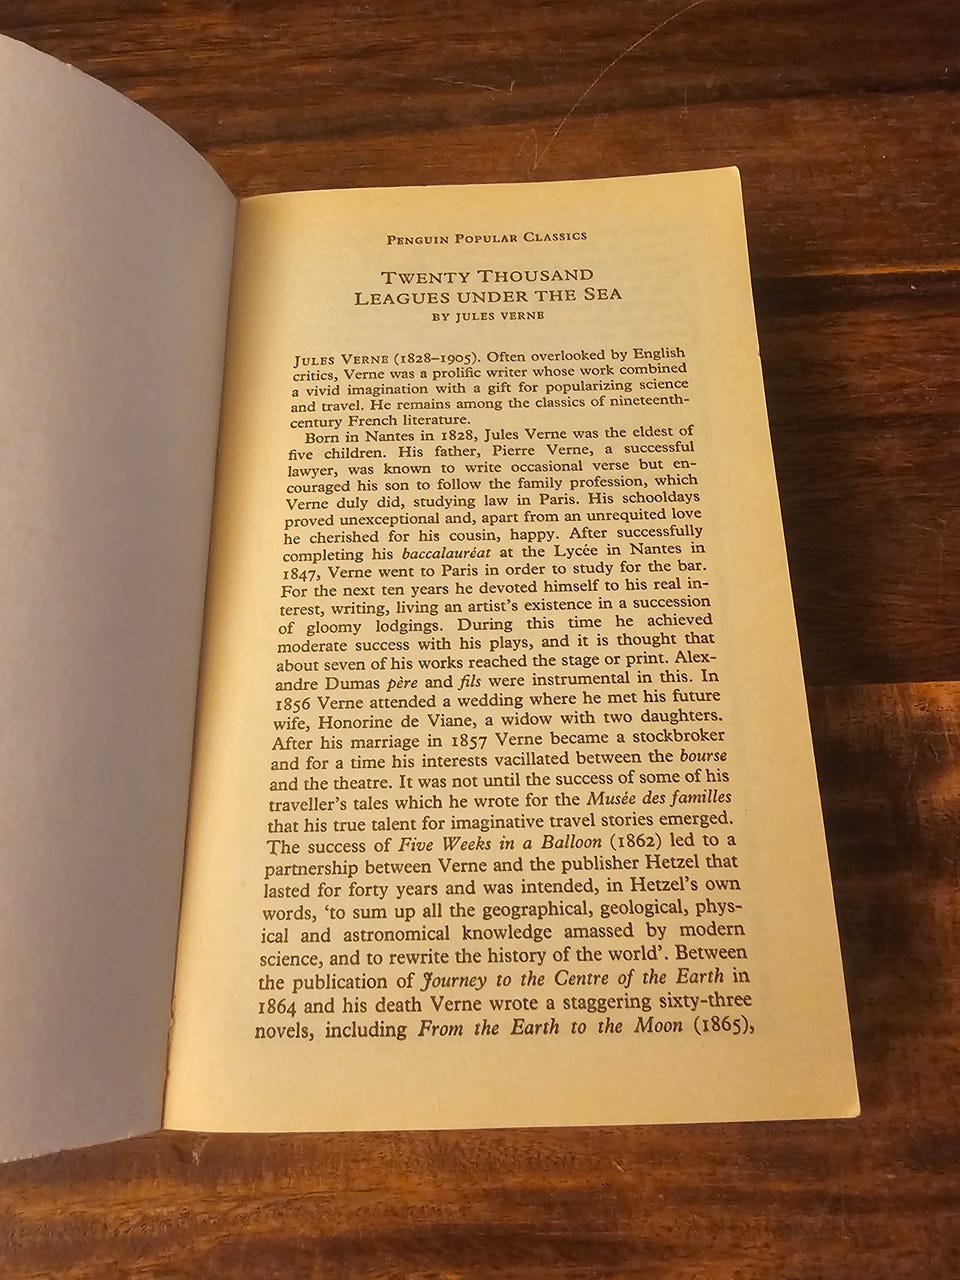 PENGUIN POPULAR CLASSICS
TWENTY THOUSAND
LEAGUES UNDER THE SEA
BY JULES VERNE
JULES VERNE (1828–1905). Often overlooked by English
critics, Verne was a prolific writer whose work combined
a vivid imagination with a gift for popularizing science
and travel. He remains among the classics of nineteenth-
century French literature.
Born in Nantes in 1828, Jules Verne was the eldest of
five children. His father, Pierre Verne, a successful
lawyer, was known to write occasional verse but en-
couraged his son to follow the family profession, which
Verne duly did, studying law in Paris. His schooldays
proved unexceptional and, apart from an unrequited love
he cherished for his cousin, happy. After successfully
completing his baccalauréat at the Lycée in Nantes in
1847, Verne went to Paris in order to study for the bar.
For the next ten years he devoted himself to his real in-
terest, writing, living an artist's existence in a succession
of gloomy lodgings. During this time he achieved
moderate success with his plays, and it is thought that
about seven of his works reached the stage or print. Alex-
andre Dumas père and fils were instrumental in this. In
1856 Verne attended a wedding where he met his future
wife, Honorine de Viane, a widow with two daughters.
After his marriage in 1857 Verne became a stockbroker
and for a time his interests vacillated between the bourse
and the theatre. It was not until the success of some of his
traveller's tales which he wrote for the Musée des familles
that his true talent for imaginative travel stories emerged.
The success of Five Weeks in a Balloon (1862) led to a
partnership between Verne and the publisher Hetzel that
lasted for forty years and was intended, in Hetzel's own
words, 'to sum up all the geographical, geological, phys-
ical and astronomical knowledge amassed by modern
science, and to rewrite the history of the world'. Between
the publication of Journey to the Centre of the Earth in
1864 and his death Verne wrote a staggering sixty-three
novels, including From the Earth to the Moon (1865),